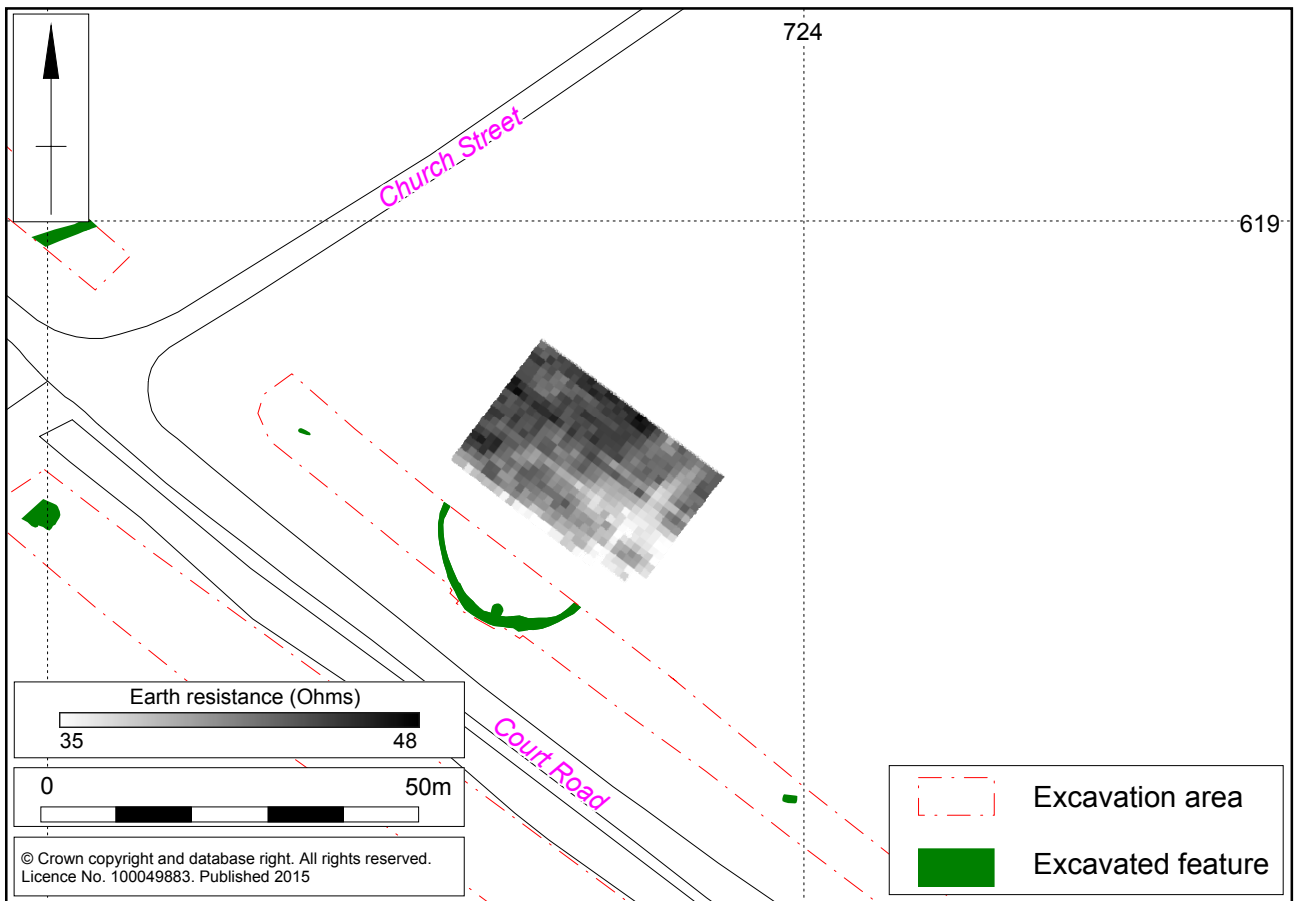 724
Church Street
619
Earth resistance (Ohms)
35 48
0 50m
Court Road
© Crown copyright and database right. All rights reserved.
Licence No. 100049883. Published 2015
Excavation area
Excavated feature